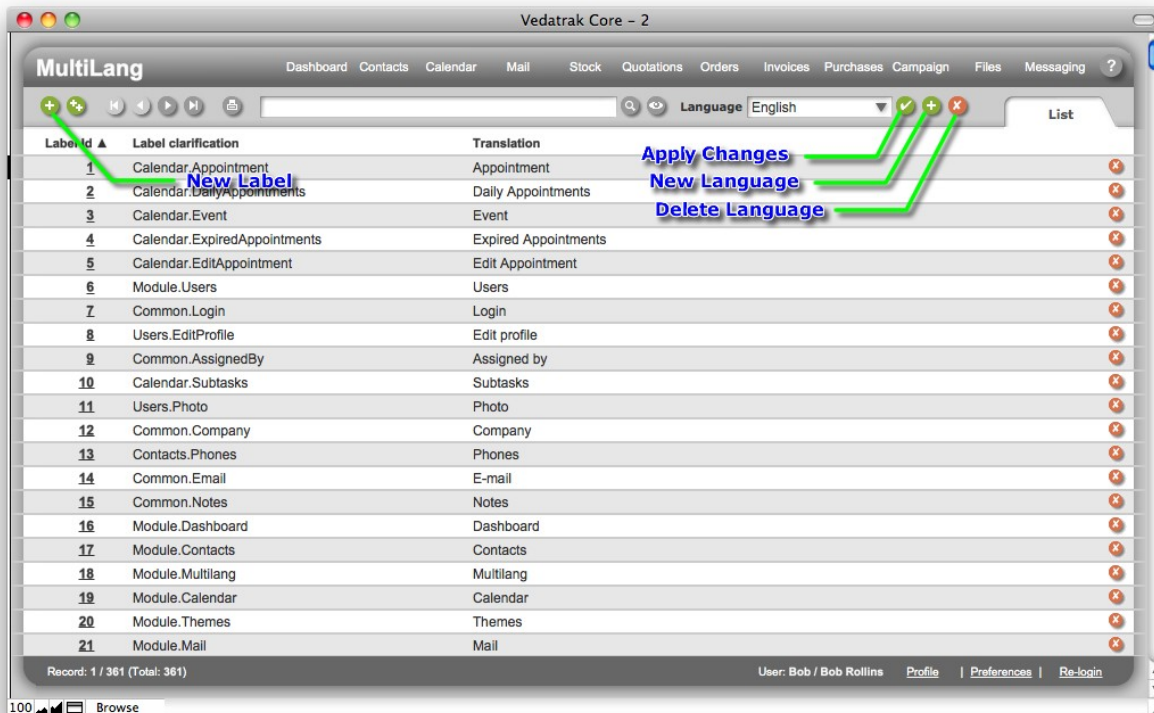 Vedatrak Core – 2
MultiLang Dashboard Contacts Calendar Mail Stock Quotations Orders Invoices Purchases Campaign Files Messaging ?
Language English List
LabelId ▲ Label clarification Translation
Apply Changes
New Label
New Language
Delete Language
1 Calendar.Appointment Appointment
2 Calendar.DailyAppointments Daily Appointments
3 Calendar.Event Event
4 Calendar.ExpiredAppointments Expired Appointments
5 Calendar.EditAppointment Edit Appointment
6 Module.Users Users
7 Common.Login Login
8 Users.EditProfile Edit profile
9 Common.AssignedBy Assigned by
10 Calendar.Subtasks Subtasks
11 Users.Photo Photo
12 Common.Company Company
13 Contacts.Phones Phones
14 Common.Email E-mail
15 Common.Notes Notes
16 Module.Dashboard Dashboard
17 Module.Contacts Contacts
18 Module.Multilang Multilang
19 Module.Calendar Calendar
20 Module.Themes Themes
21 Module.Mail Mail
Record: 1 / 361 (Total: 361) User: Bob / Bob Rollins Profile | Preferences | Re-login
100 Browse